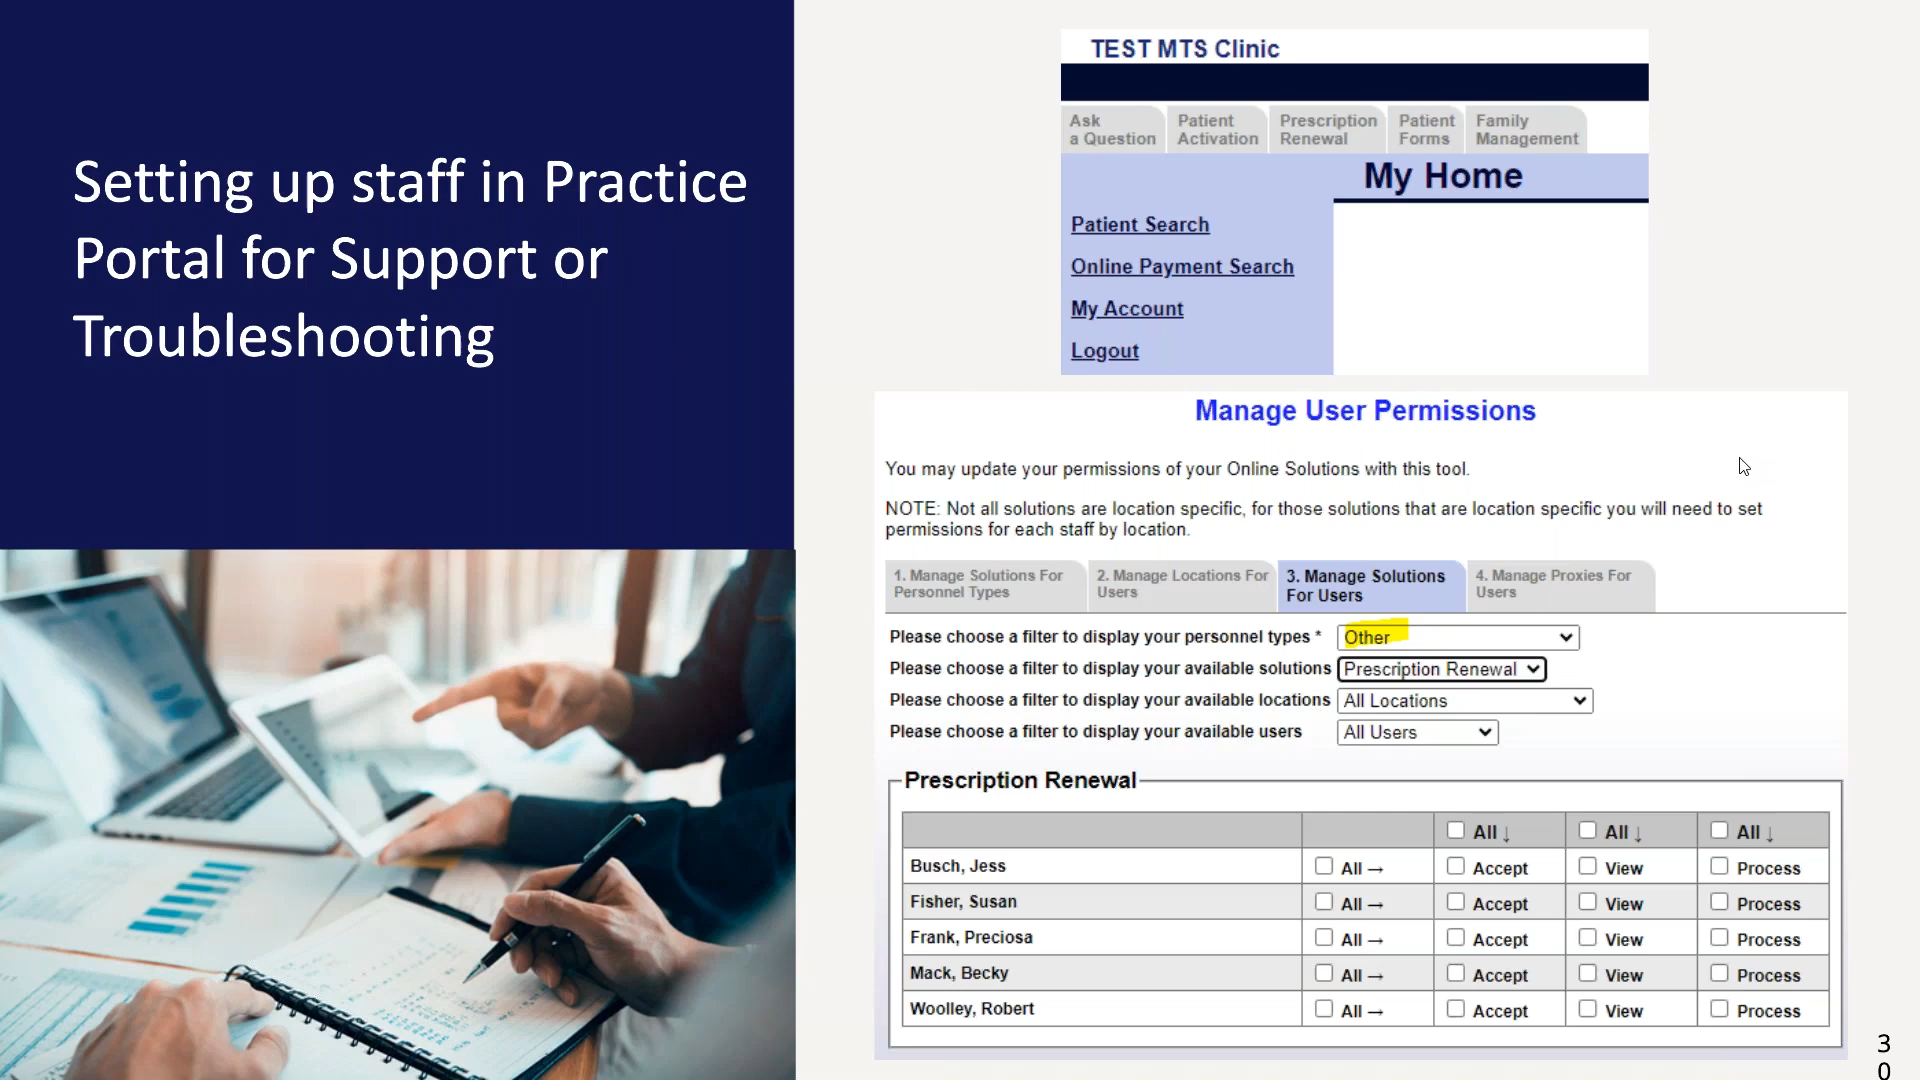 Setting up staff in Practice
Portal for Support or
Troubleshooting
TEST MTS Clinic
Ask
a Question
Patient
Activation
Prescription
Renewal
Patient
Forms
Family
Management
My Home
Patient Search
Online Payment Search
My Account
Logout
Manage User Permissions
You may update your permissions of your Online Solutions with this tool.
NOTE: Not all solutions are location specific, for those solutions that are location specific you will need to set
permissions for each staff by location.
1. Manage Solutions For
Personnel Types
2. Manage Locations For
Users
3. Manage Solutions
For Users
4. Manage Proxies For
Users
Please choose a filter to display your personnel types * Other
Please choose a filter to display your available solutions Prescription Renewal
Please choose a filter to display your available locations All Locations
Please choose a filter to display your available users All Users
Prescription Renewal
All ↓ All ↓ All ↓
Busch, Jess All → Accept View Process
Fisher, Susan All → Accept View Process
Frank, Preciosa All → Accept View Process
Mack, Becky All → Accept View Process
Woolley, Robert All → Accept View Process
3
0